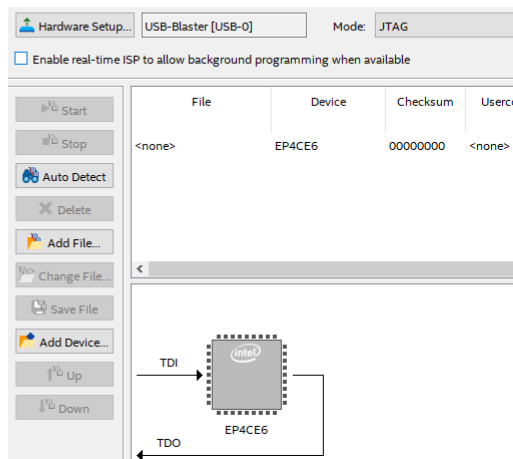 Hardware Setup... USB-Blaster [USB-0] Mode: JTAG
Enable real-time ISP to allow background programming when available
Start
Stop
Auto Detect
Delete
Add File...
Change File...
Save File
Add Device...
Up
Down
File Device Checksum Userco
<none> EP4CE6 00000000 <none>
TDI
intel
EP4CE6
TDO